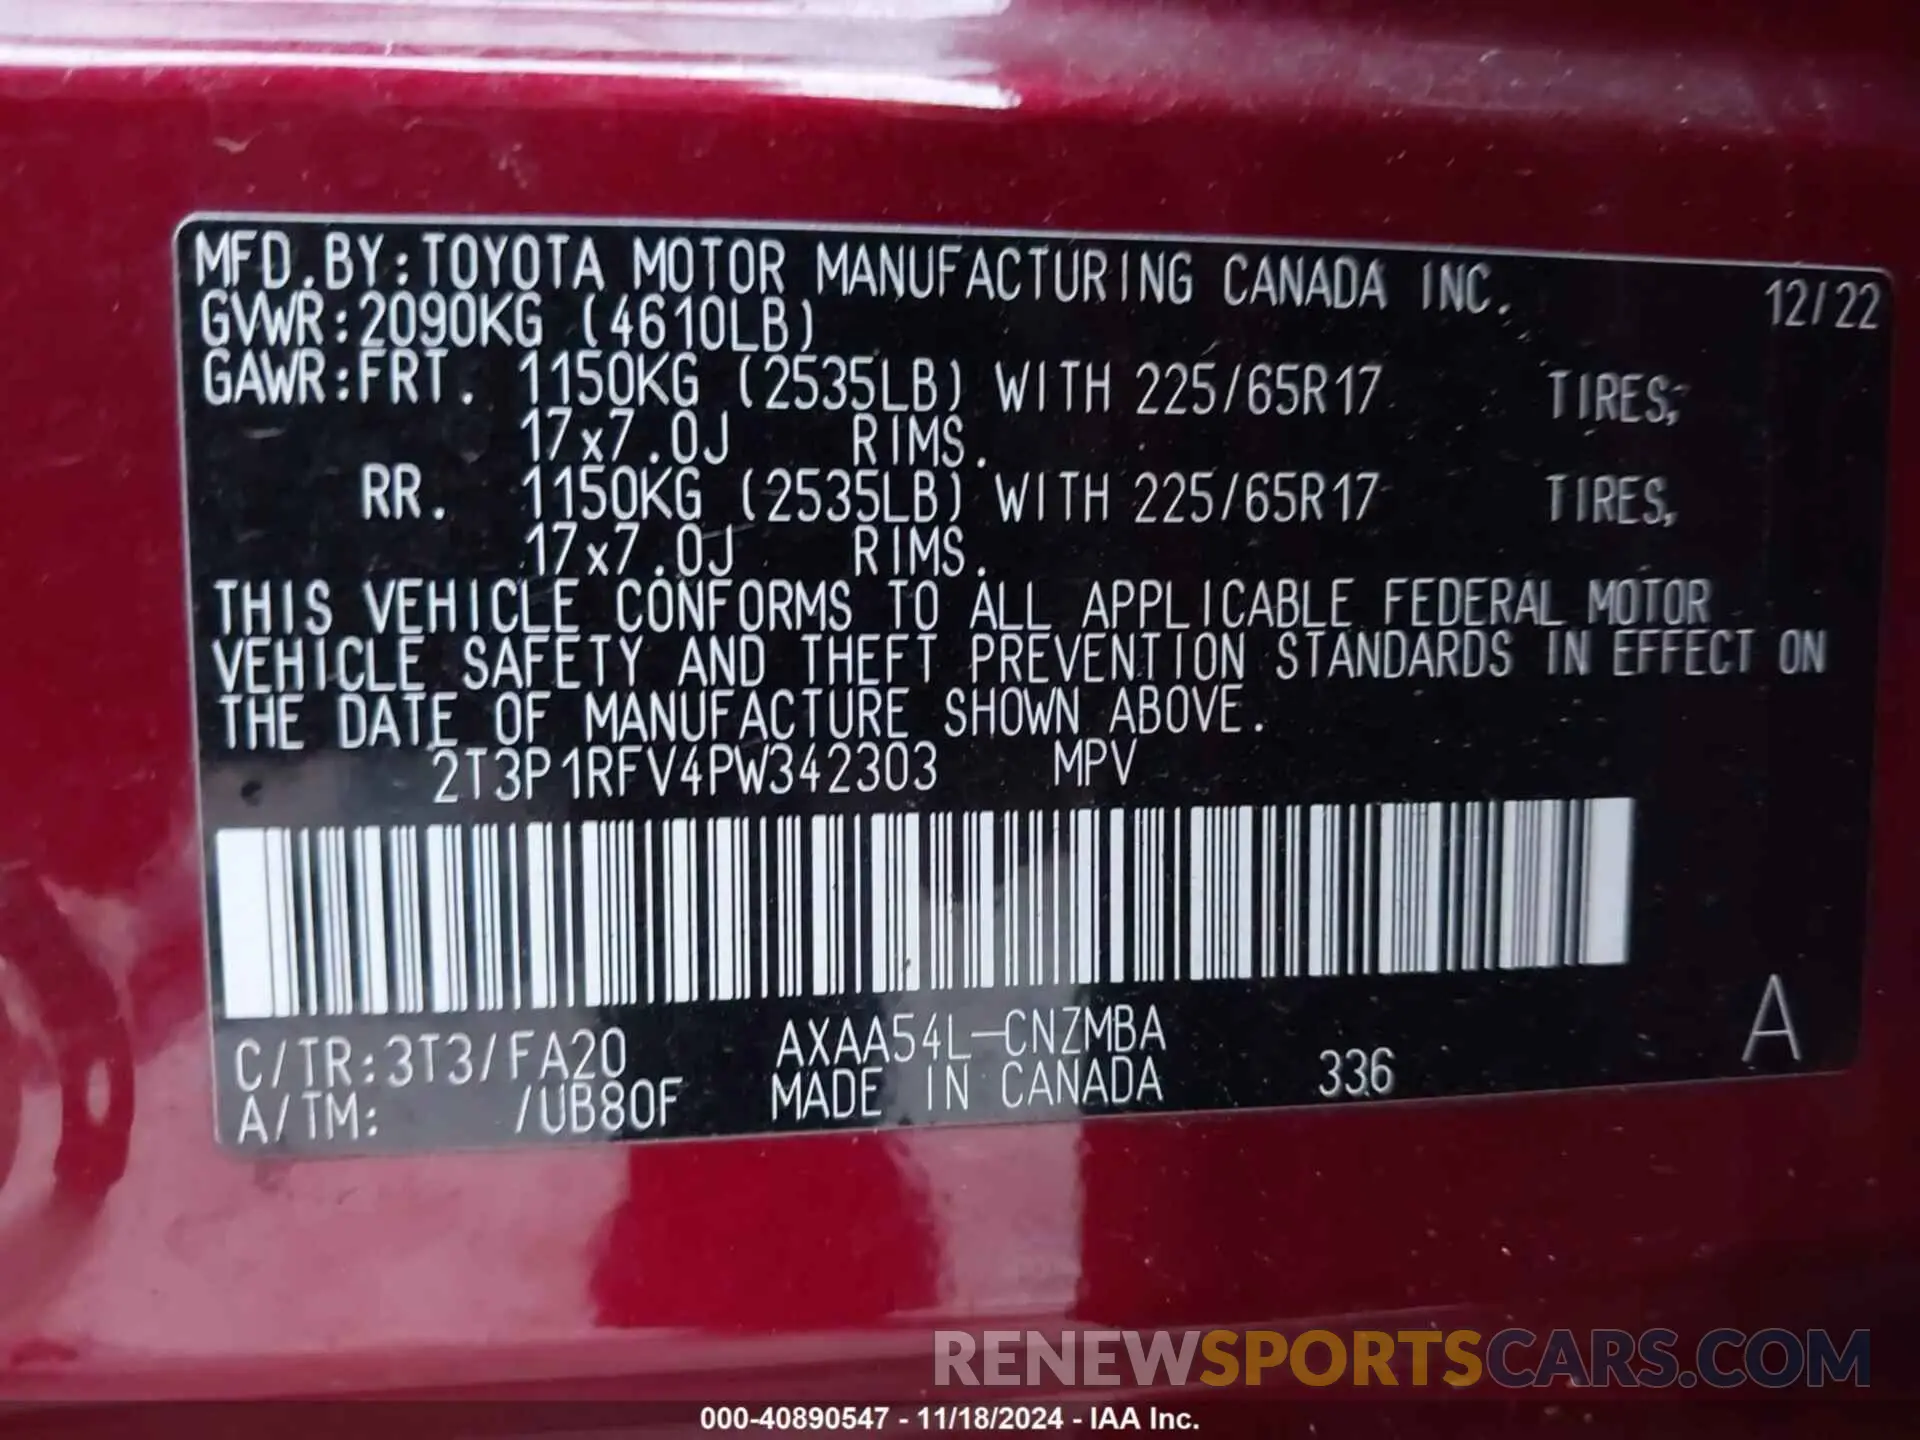 MFD.BY:TOYOTA MOTOR MANUFACTURING CANADA INC. 12/22
GVWR:2090KG (4610LB)
GAWR:FRT. 1150KG (2535LB) WITH 225/65R17 TIRES,
17x7.0J RIMS.
RR. 1150KG (2535LB) WITH 225/65R17 TIRES,
17x7.0J RIMS.
THIS VEHICLE CONFORMS TO ALL APPLICABLE FEDERAL MOTOR
VEHICLE SAFETY AND THEFT PREVENTION STANDARDS IN EFFECT ON
THE DATE OF MANUFACTURE SHOWN ABOVE.
2T3P1RFV4PW342303 MPV
C/TR:3T3/FA20 AXAA54L-CNZMBA
A/TM: /UB80F MADE IN CANADA 336 A
RENEWSPORTSCARS.COM
000-40890547 - 11/18/2024 - IAA Inc.